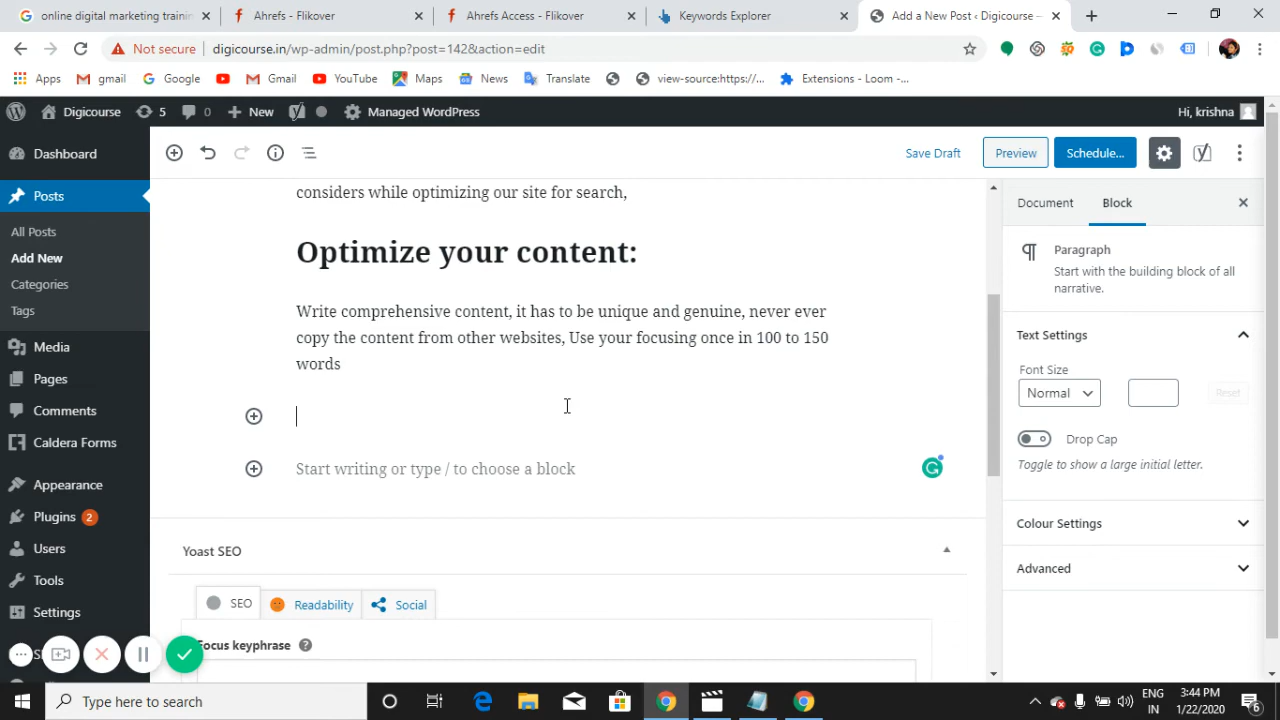 online digital marketing trainin
Ahrefs - Flikover
Ahrefs Access - Flikover
Keywords Explorer
Add a New Post ‹ Digicourse —
Not secure
digicourse.in/wp-admin/post.php?post=142&action=edit
Apps
gmail
Google
Gmail
YouTube
Maps
News
Translate
view-source:https://...
Extensions - Loom -...
Digicourse
5
0
New
Managed WordPress
Hi, krishna
Dashboard
Posts
All Posts
Add New
Categories
Tags
Media
Pages
Comments
Caldera Forms
Appearance
Plugins 2
Users
Tools
Settings
Save Draft
Preview
Schedule...
considers while optimizing our site for search,
Optimize your content:
Write comprehensive content, it has to be unique and genuine, never ever
copy the content from other websites, Use your focusing once in 100 to 150
words
Start writing or type / to choose a block
Yoast SEO
SEO
Readability
Social
Focus keyphrase
Document
Block
Paragraph
Start with the building block of all
narrative.
Text Settings
Font Size
Normal
Reset
Drop Cap
Toggle to show a large initial letter.
Colour Settings
Advanced
Type here to search
ENG
IN
3:44 PM
1/22/2020
6